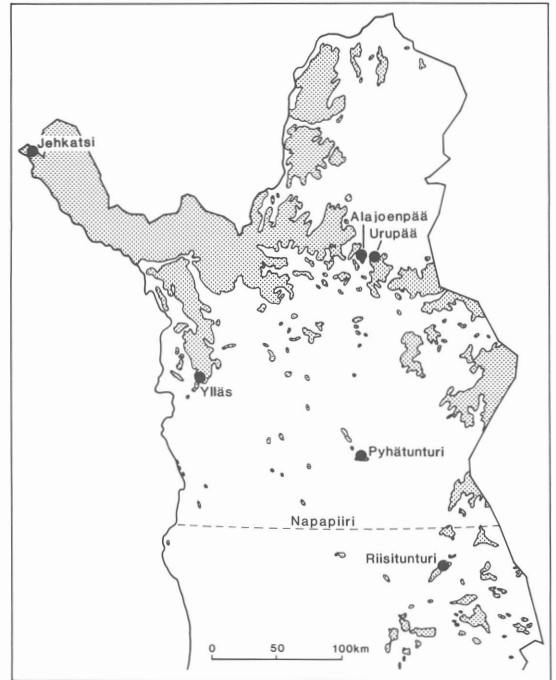 Jehkatsi
Alajoenpää
Urupää
Ylläs
Pyhätunturi
Napapiiri
Riisitunturi
0 50 100km